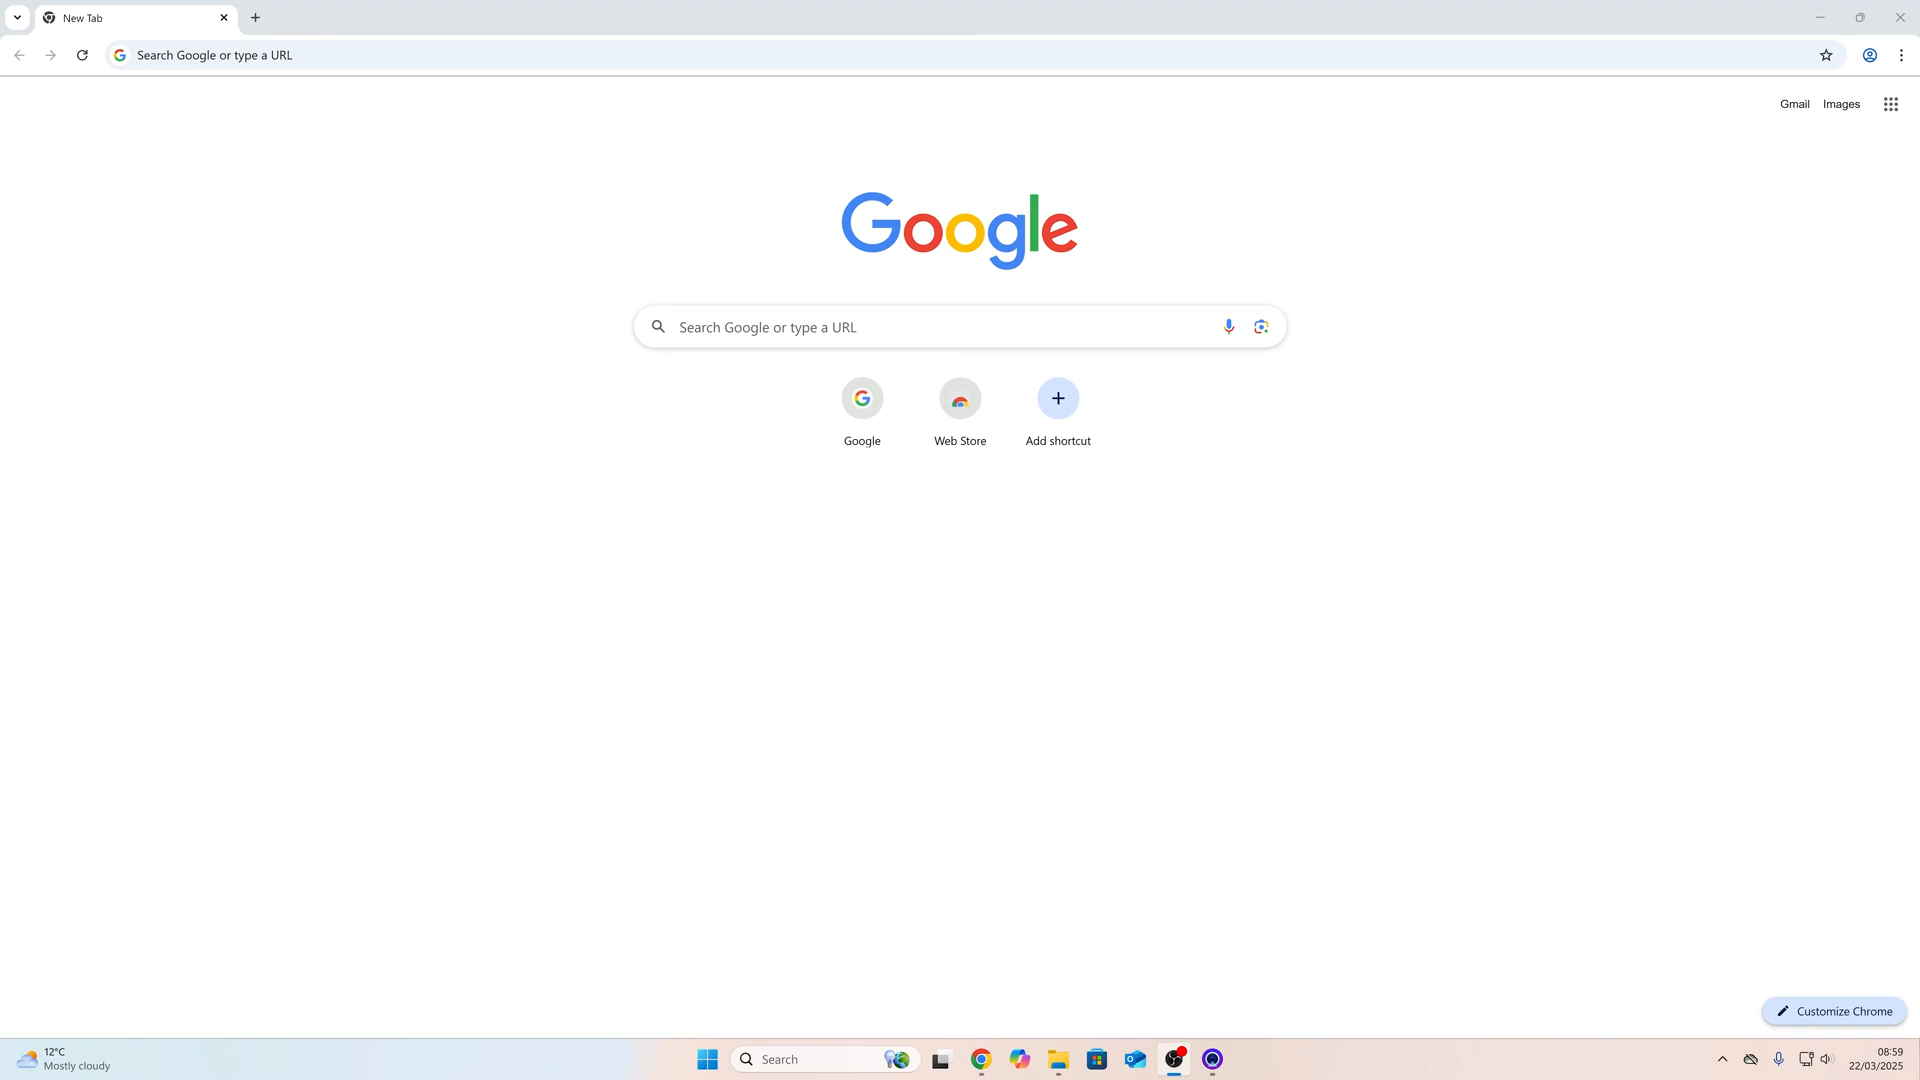 New Tab
Search Google or type a URL
Gmail Images
Google
Search Google or type a URL
Google Web Store Add shortcut
Customize Chrome
12°C
Mostly cloudy
Search
08:59
22/03/2025